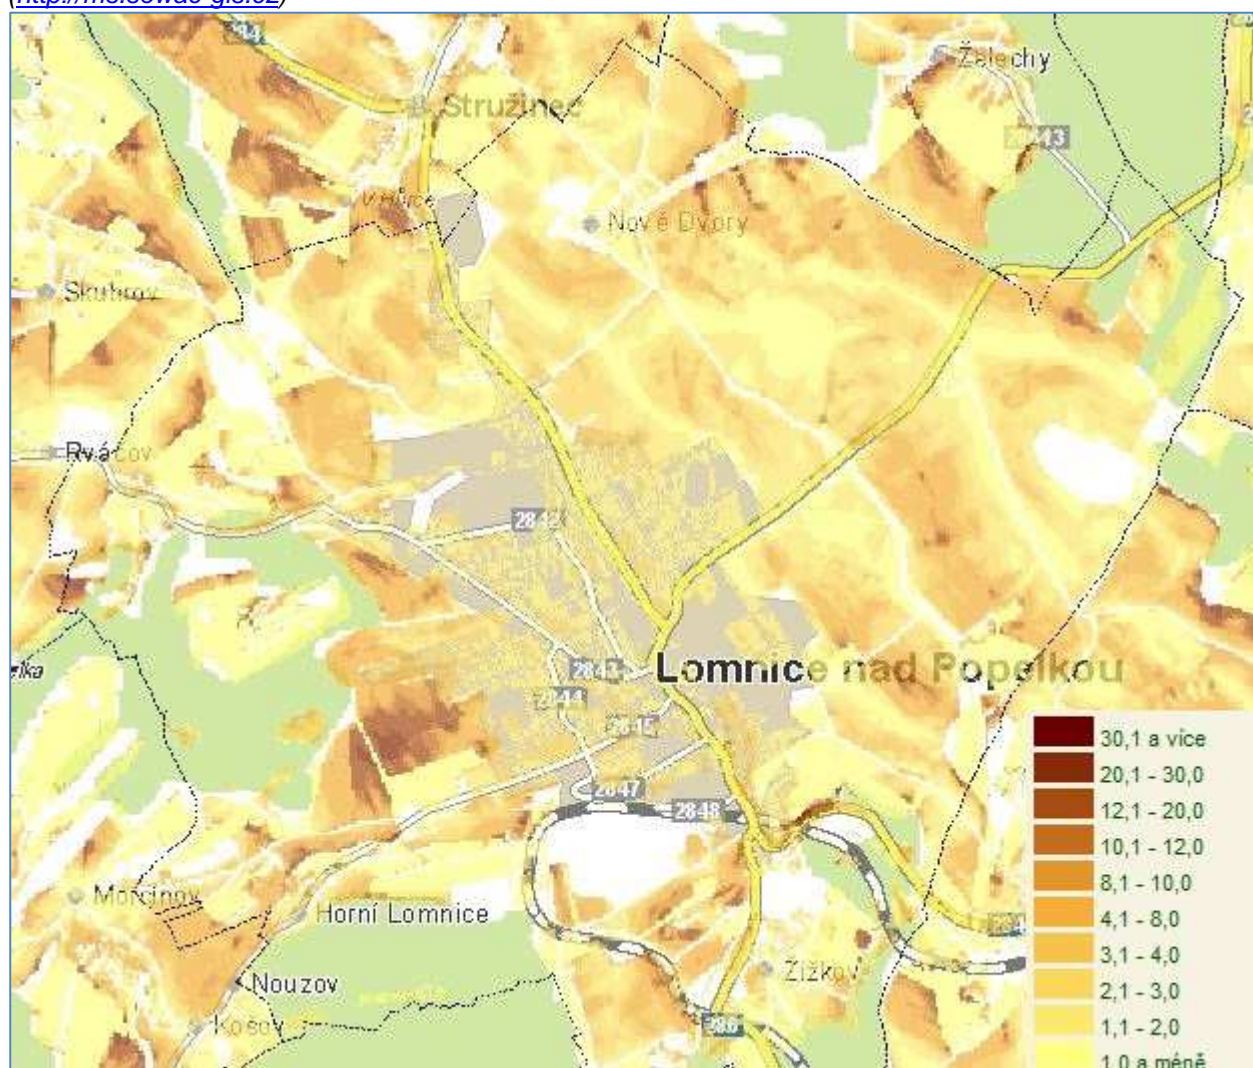 Stružinec
Želechy
Nové Dvory
Skuhrov
Rváčov
2842
2843
2844
2845
Lomnice nad Popelkou
2847
2848
30,1 a více
20,1 - 30,0
12,1 - 20,0
10,1 - 12,0
8,1 - 10,0
4,1 - 8,0
3,1 - 4,0
2,1 - 3,0
1,1 - 2,0
1,0 a méně
Morcinov
Horní Lomnice
Nouzov
Košov
Žižkov
286